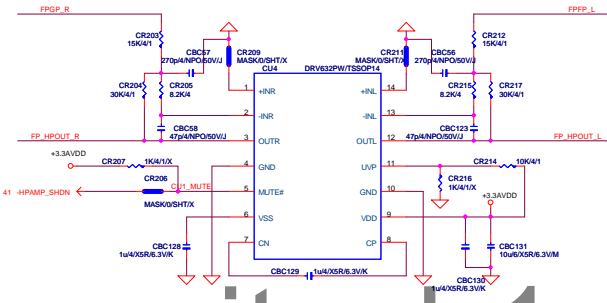 FPGP_R
FPFP_L
CR203
15K/4/1
CBC57
270p/4/NPO/50V/J
CR209
MASK/0/SHT/X
CR211
MASK/0/SHT/X
CBC56
270p/4/NPO/50V/J
CR212
15K/4/1
CU4
DRV632PW/TSSOP14
CR204
30K/4/1
CR205
8.2K/4
CR215
8.2K/4
CR217
30K/4/1
1
+INR
+INL
14
2
-INR
-INL
13
CBC58
47p/4/NPO/50V/J
CBC123
47p/4/NPO/50V/J
FP_HPOUT_R
3
OUTR
OUTL
12
FP_HPOUT_L
+3.3AVDD
CR207
1K/4/1/X
4
GND
UVP
11
CR214
10K/4/1
CR206
CU1_MUTE
CR216
1K/4/1/X
41
-HPAMP_SHDN
5
MUTE#
GND
10
+3.3AVDD
MASK/0/SHT/X
6
VSS
VDD
9
CBC128
1u/4/X5R/6.3V/K
7
CN
CP
8
CBC131
10u/6/X5R/6.3V/M
CBC129
1u/4/X5R/6.3V/K
CBC130
1u/4/X5R/6.3V/K